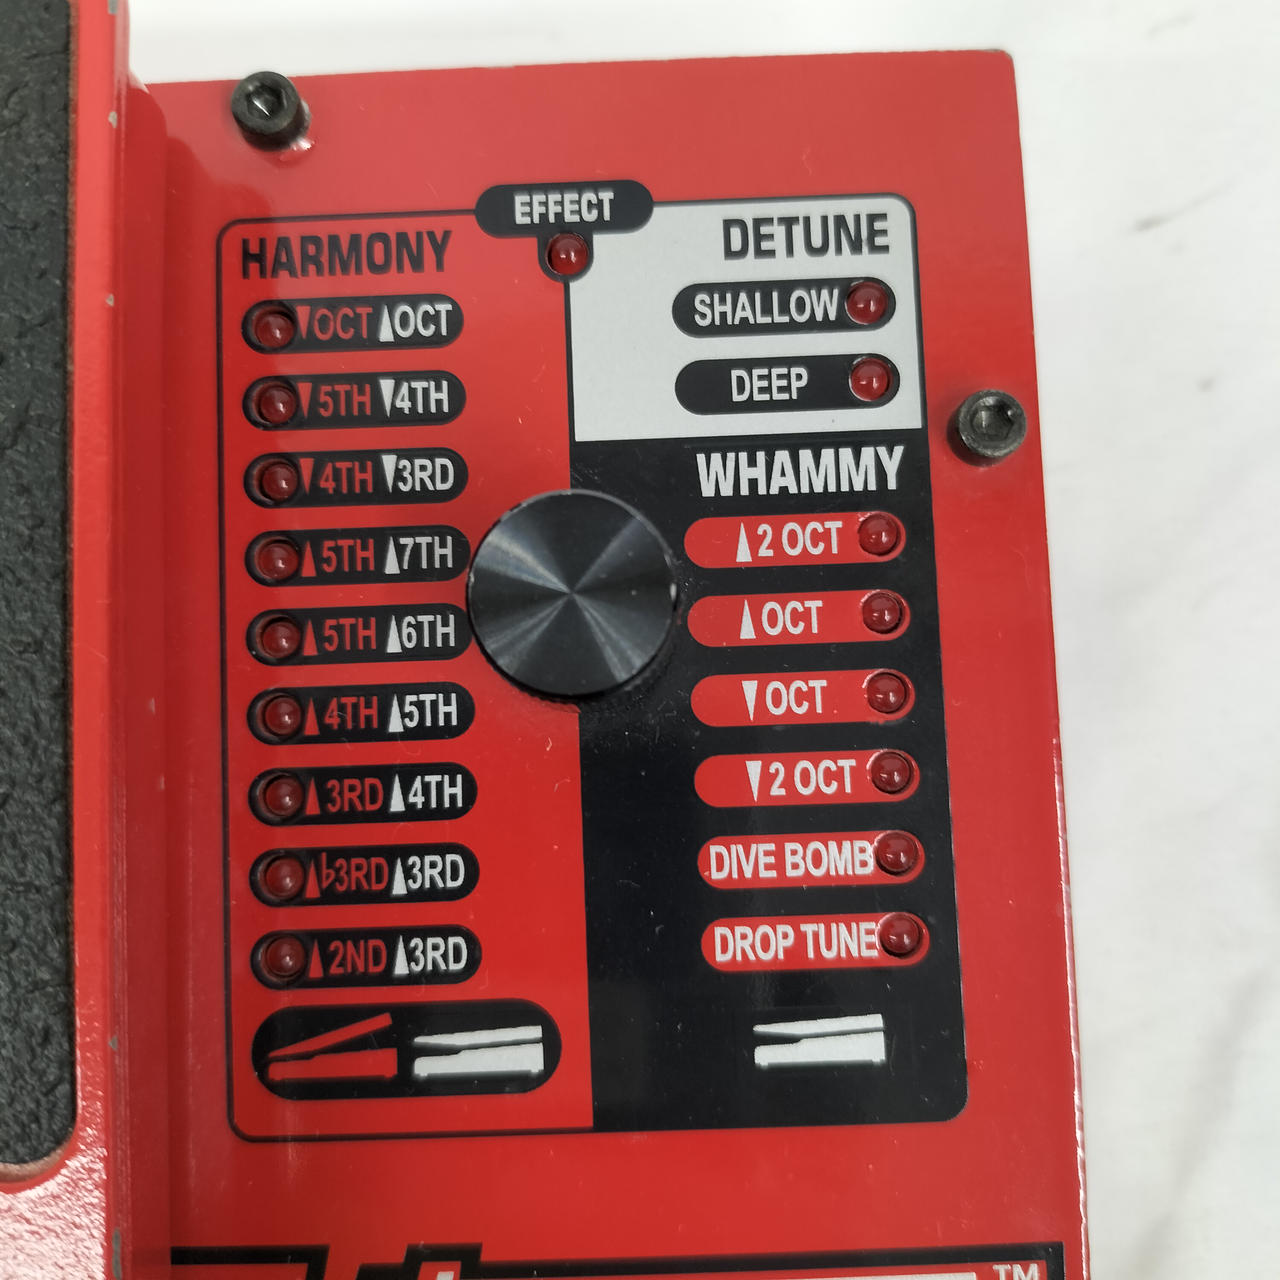 EFFECT
HARMONY
▼OCT ▲OCT
▼5TH ▼4TH
▼4TH ▼3RD
▲5TH ▲7TH
▲5TH ▲6TH
▲4TH ▲5TH
▲3RD ▲4TH
▲♭3RD ▲3RD
▲2ND ▲3RD
DETUNE
SHALLOW
DEEP
WHAMMY
▲2 OCT
▲OCT
▼OCT
▼2 OCT
DIVE BOMB
DROP TUNE
TM